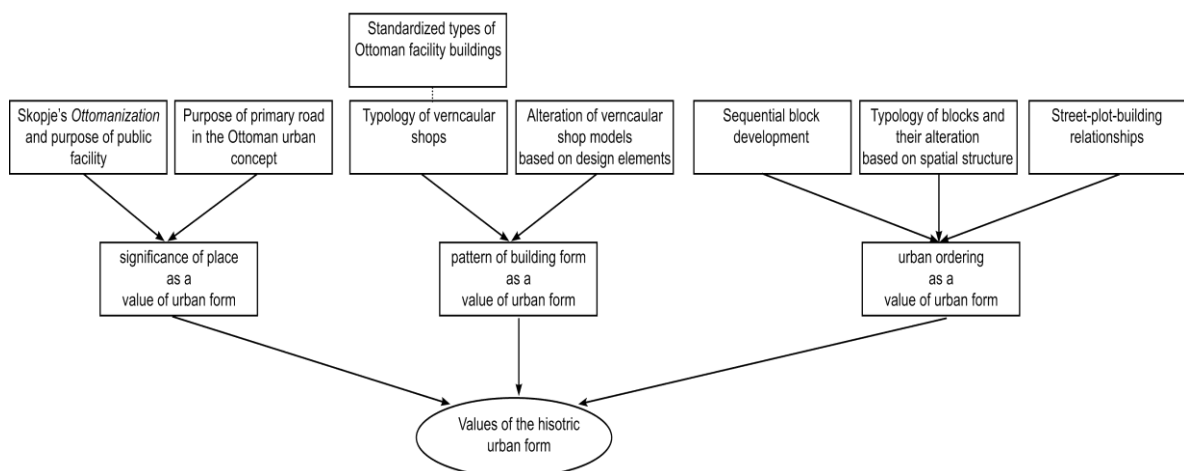 Standardized types of
Ottoman facility buildings
Skopje's Ottomanization
and purpose of public
facility
Purpose of primary road
in the Ottoman urban
concept
Typology of verncaular
shops
Alteration of verncaular
shop models
based on design elements
Sequential block
development
Typology of blocks and
their alteration
based on spatial structure
Street-plot-building
relationships
significance of place
as a
value of urban form
pattern of building form
as a
value of urban form
urban ordering
as a
value of urban form
Values of the hisotric
urban form